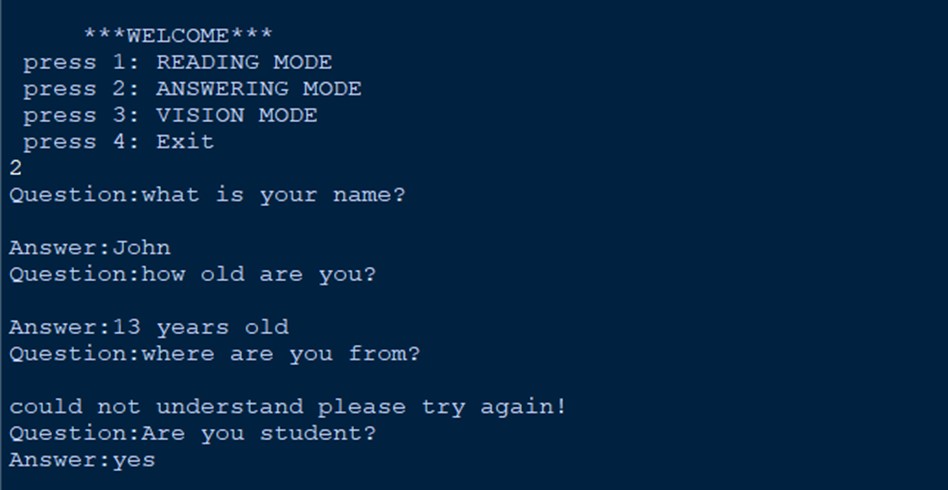 ***WELCOME***
press 1: READING MODE
press 2: ANSWERING MODE
press 3: VISION MODE
press 4: Exit
2
Question:what is your name?
Answer:John
Question:how old are you?
Answer:13 years old
Question:where are you from?
could not understand please try again!
Question:Are you student?
Answer:yes